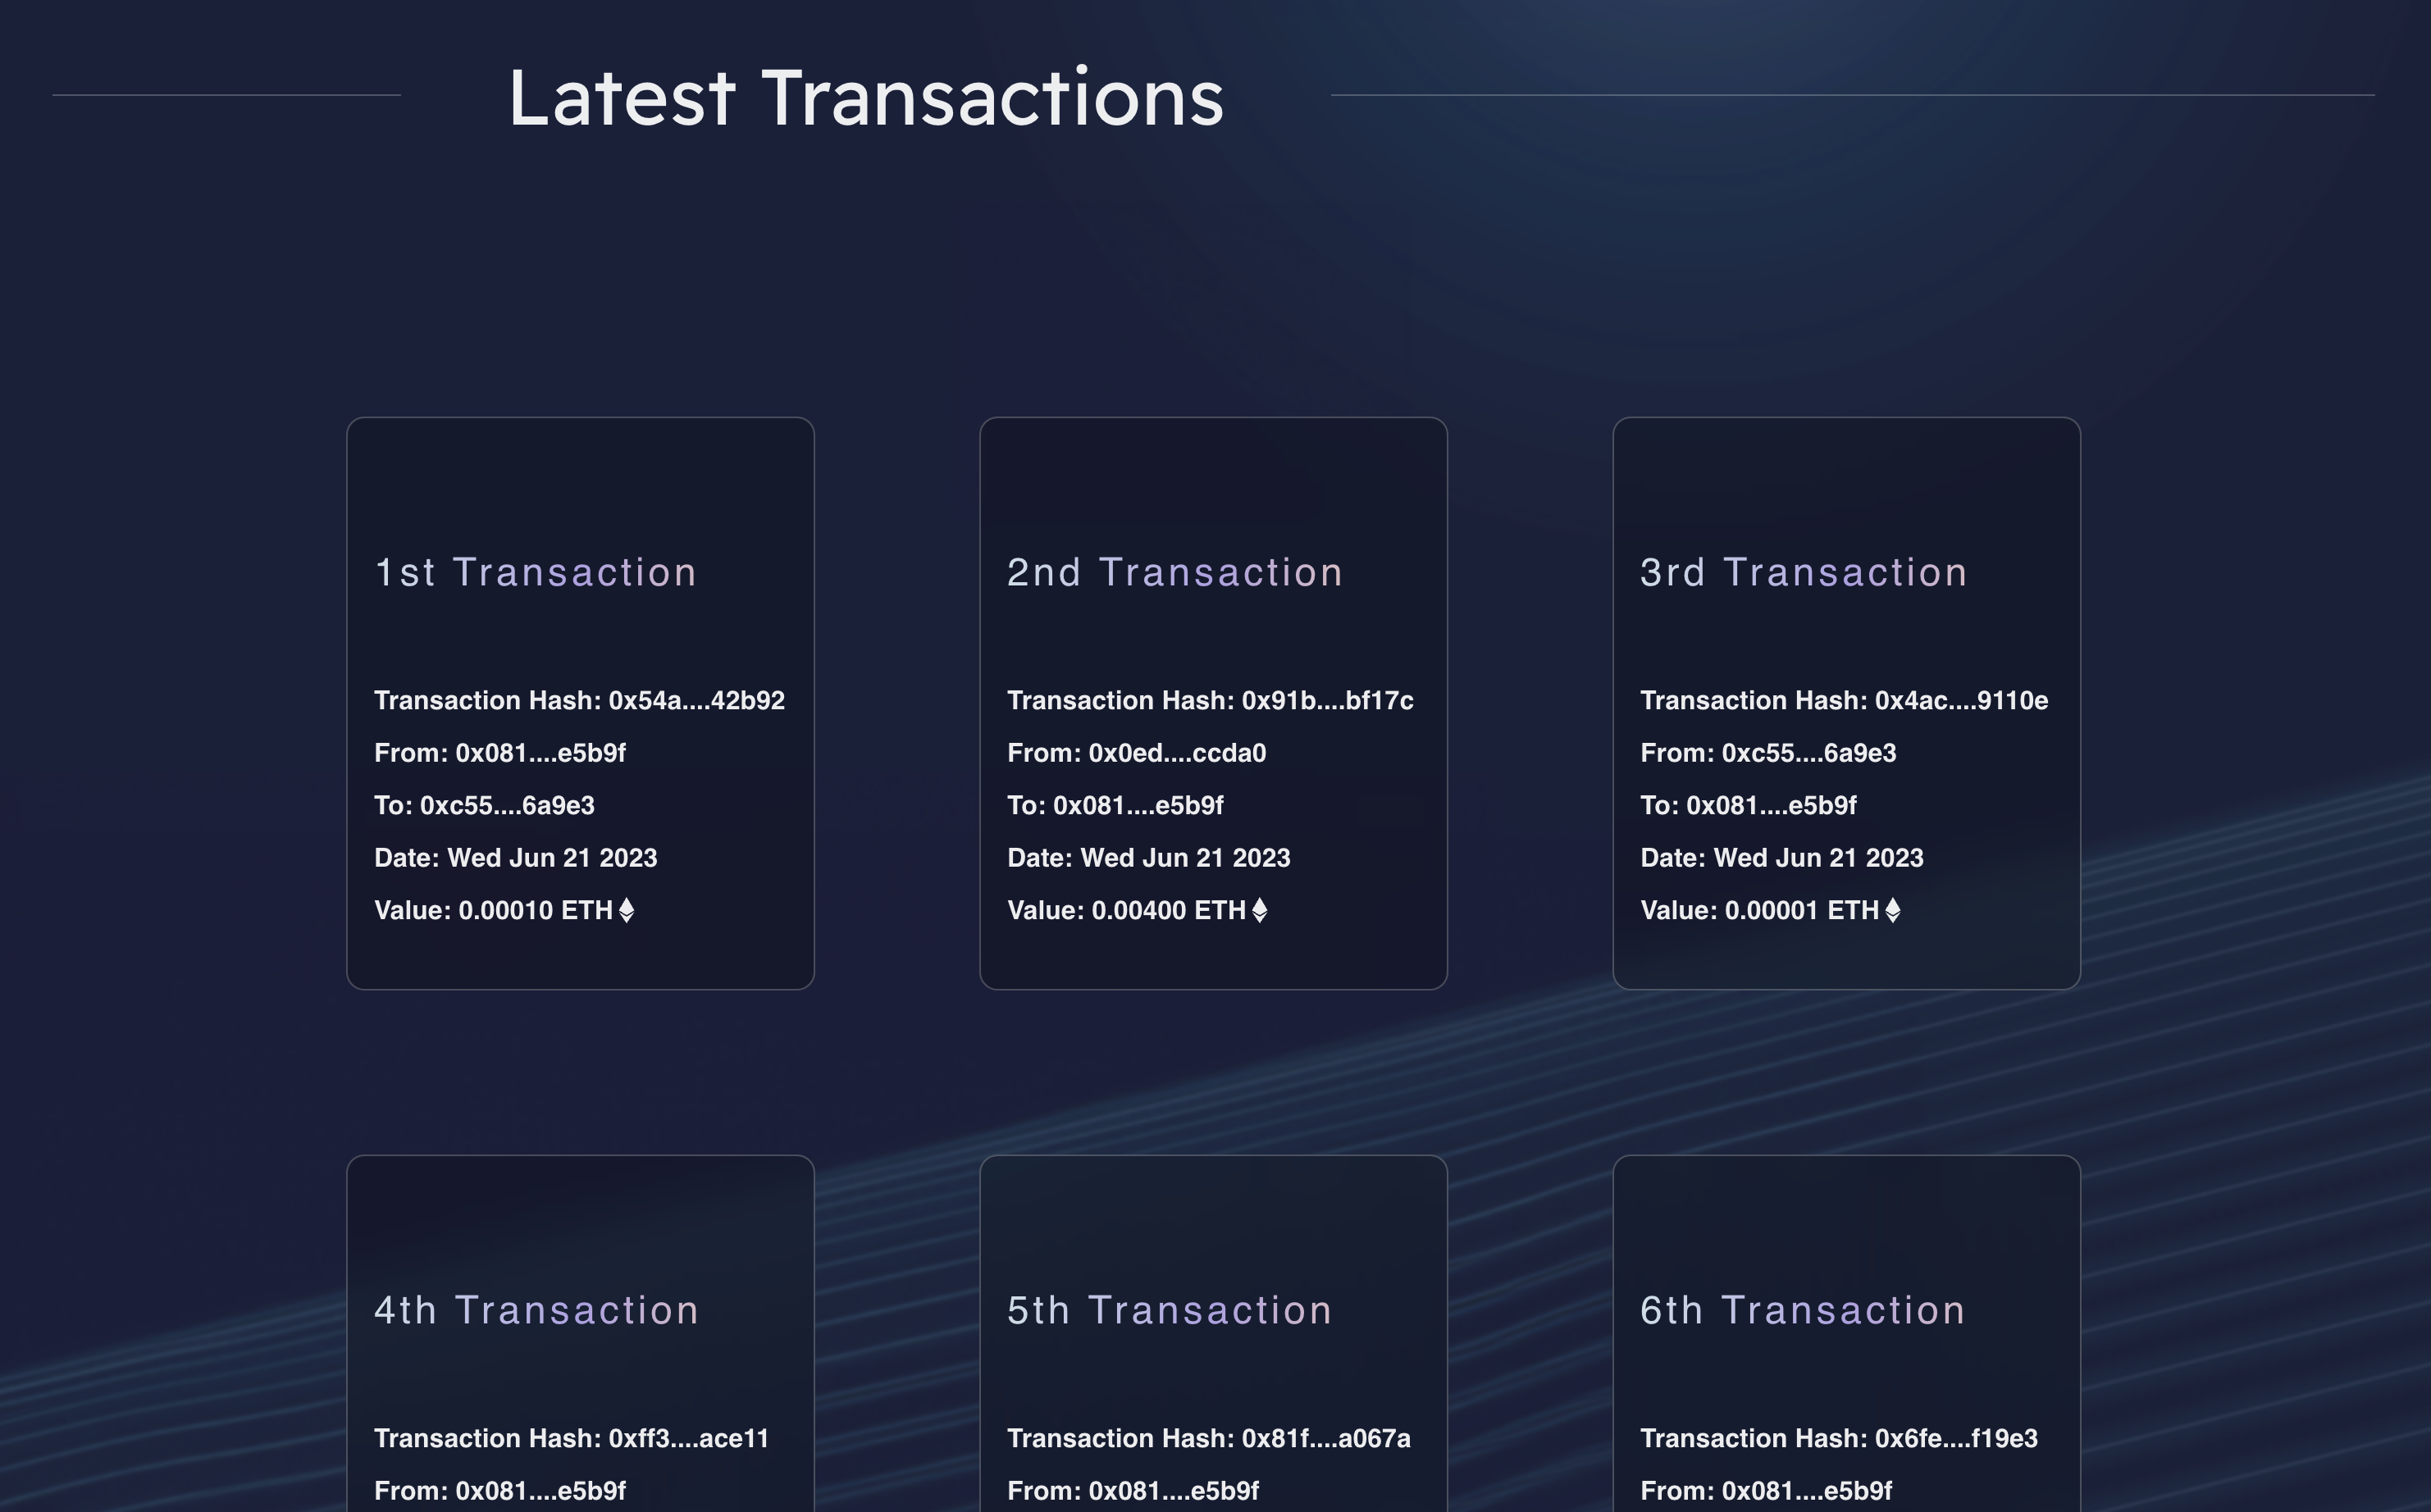 Latest Transactions
1st Transaction
Transaction Hash: 0x54a....42b92
From: 0x081....e5b9f
To: 0xc55....6a9e3
Date: Wed Jun 21 2023
Value: 0.00010 ETH
2nd Transaction
Transaction Hash: 0x91b....bf17c
From: 0x0ed....ccda0
To: 0x081....e5b9f
Date: Wed Jun 21 2023
Value: 0.00400 ETH
3rd Transaction
Transaction Hash: 0x4ac....9110e
From: 0xc55....6a9e3
To: 0x081....e5b9f
Date: Wed Jun 21 2023
Value: 0.00001 ETH
4th Transaction
Transaction Hash: 0xff3....ace11
From: 0x081....e5b9f
5th Transaction
Transaction Hash: 0x81f....a067a
From: 0x081....e5b9f
6th Transaction
Transaction Hash: 0x6fe....f19e3
From: 0x081....e5b9f